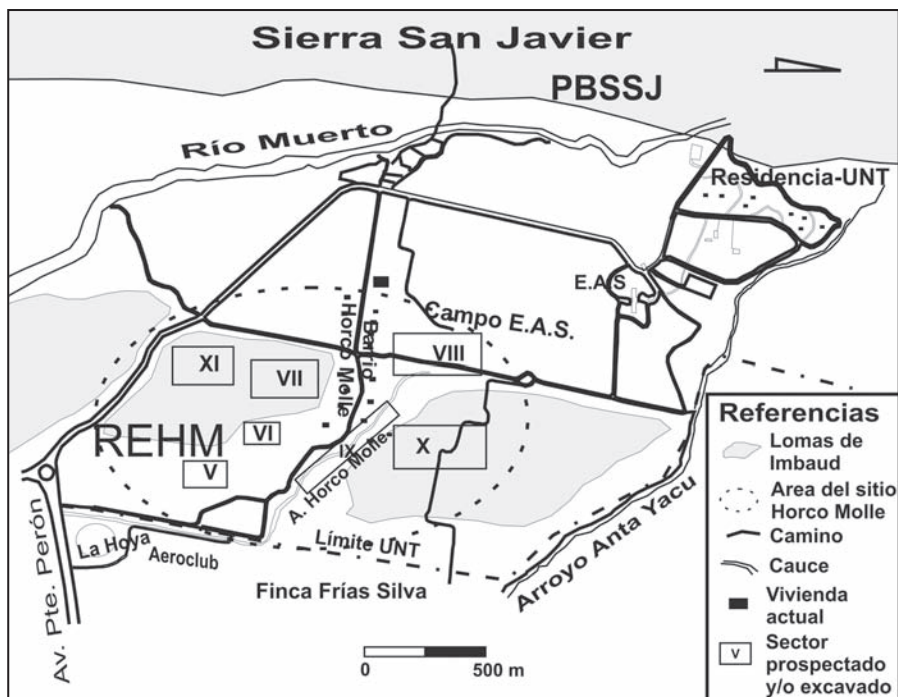 Sierra San Javier
PBSSJ
Río Muerto
Residencia-UNT
E.A.S
Campo E.A.S.
Barrio
Horco Molle
XI
VII
VIII
VI
V
IX
X
REHM
A. Horco Molle
La Hoya
Aeroclub
Límite UNT
Finca Frías Silva
Arroyo Anta Yacu
Av. Pte. Perón
0 500 m
Referencias
Lomas de
Imbaud
Area del sitio
Horco Molle
Camino
Cauce
Vivienda
actual
V
Sector
prospectado
y/o excavado